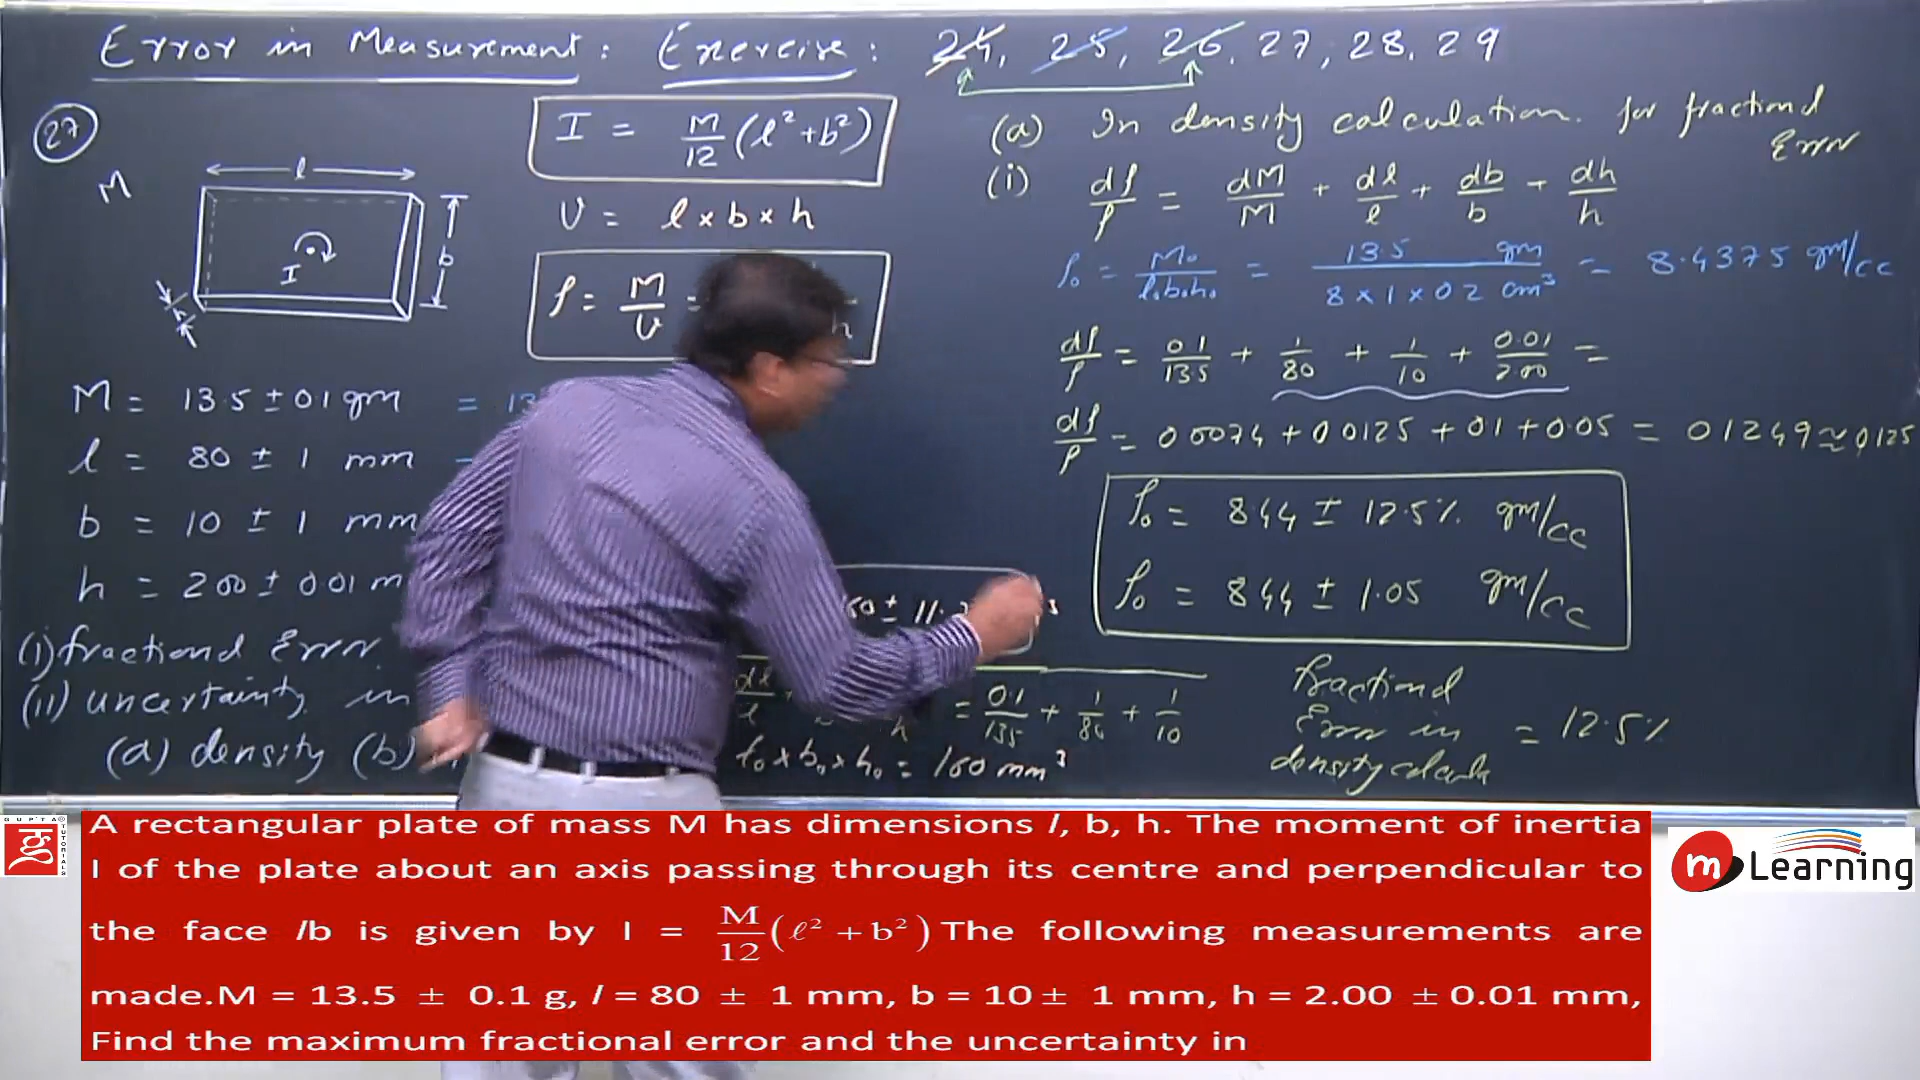 Error in Measurement : Exercise : 24, 25, 26, 27, 28, 29
27
M
l
b
h
I
I = M/12 (l² + b²)
V = l × b × h
ρ = M/V =
h
M = 13.5 ± 0.1 gm = 13
l = 80 ± 1 mm =
b = 10 ± 1 mm
h = 2.00 ± 0.01 m
(i) fractional Error.
(ii) uncertainty in
(a) density (b)
60 ± 11.
dl/l
h
= 0.1/135 + 1/80 + 1/10
l₀ × b₀ × h₀ = 160 mm³
(a) In density calculation. for fractional Error
(i) dρ/ρ = dM/M + dl/l + db/b + dh/h
ρ₀ = M₀/l₀b₀h₀ = 13.5 gm / 8 × 1 × 0.2 cm³ = 8.4375 gm/cc
dρ/ρ = 0.1/13.5 + 1/80 + 1/10 + 0.01/2.00 =
dρ/ρ = 0.0074 + 0.0125 + 0.1 + 0.05 = 0.1249 ≈ 0.125
ρ₀ = 8.44 ± 12.5% gm/cc
ρ₀ = 8.44 ± 1.05 gm/cc
fractional
Error in = 12.5%
density
GUPTA TUTORIALS
A rectangular plate of mass M has dimensions l, b, h. The moment of inertia
I of the plate about an axis passing through its centre and perpendicular to
the face lb is given by I = M/12 (ℓ² + b²) The following measurements are
made.M = 13.5 ± 0.1 g, l = 80 ± 1 mm, b = 10 ± 1 mm, h = 2.00 ± 0.01 mm,
Find the maximum fractional error and the uncertainty in
m Learning